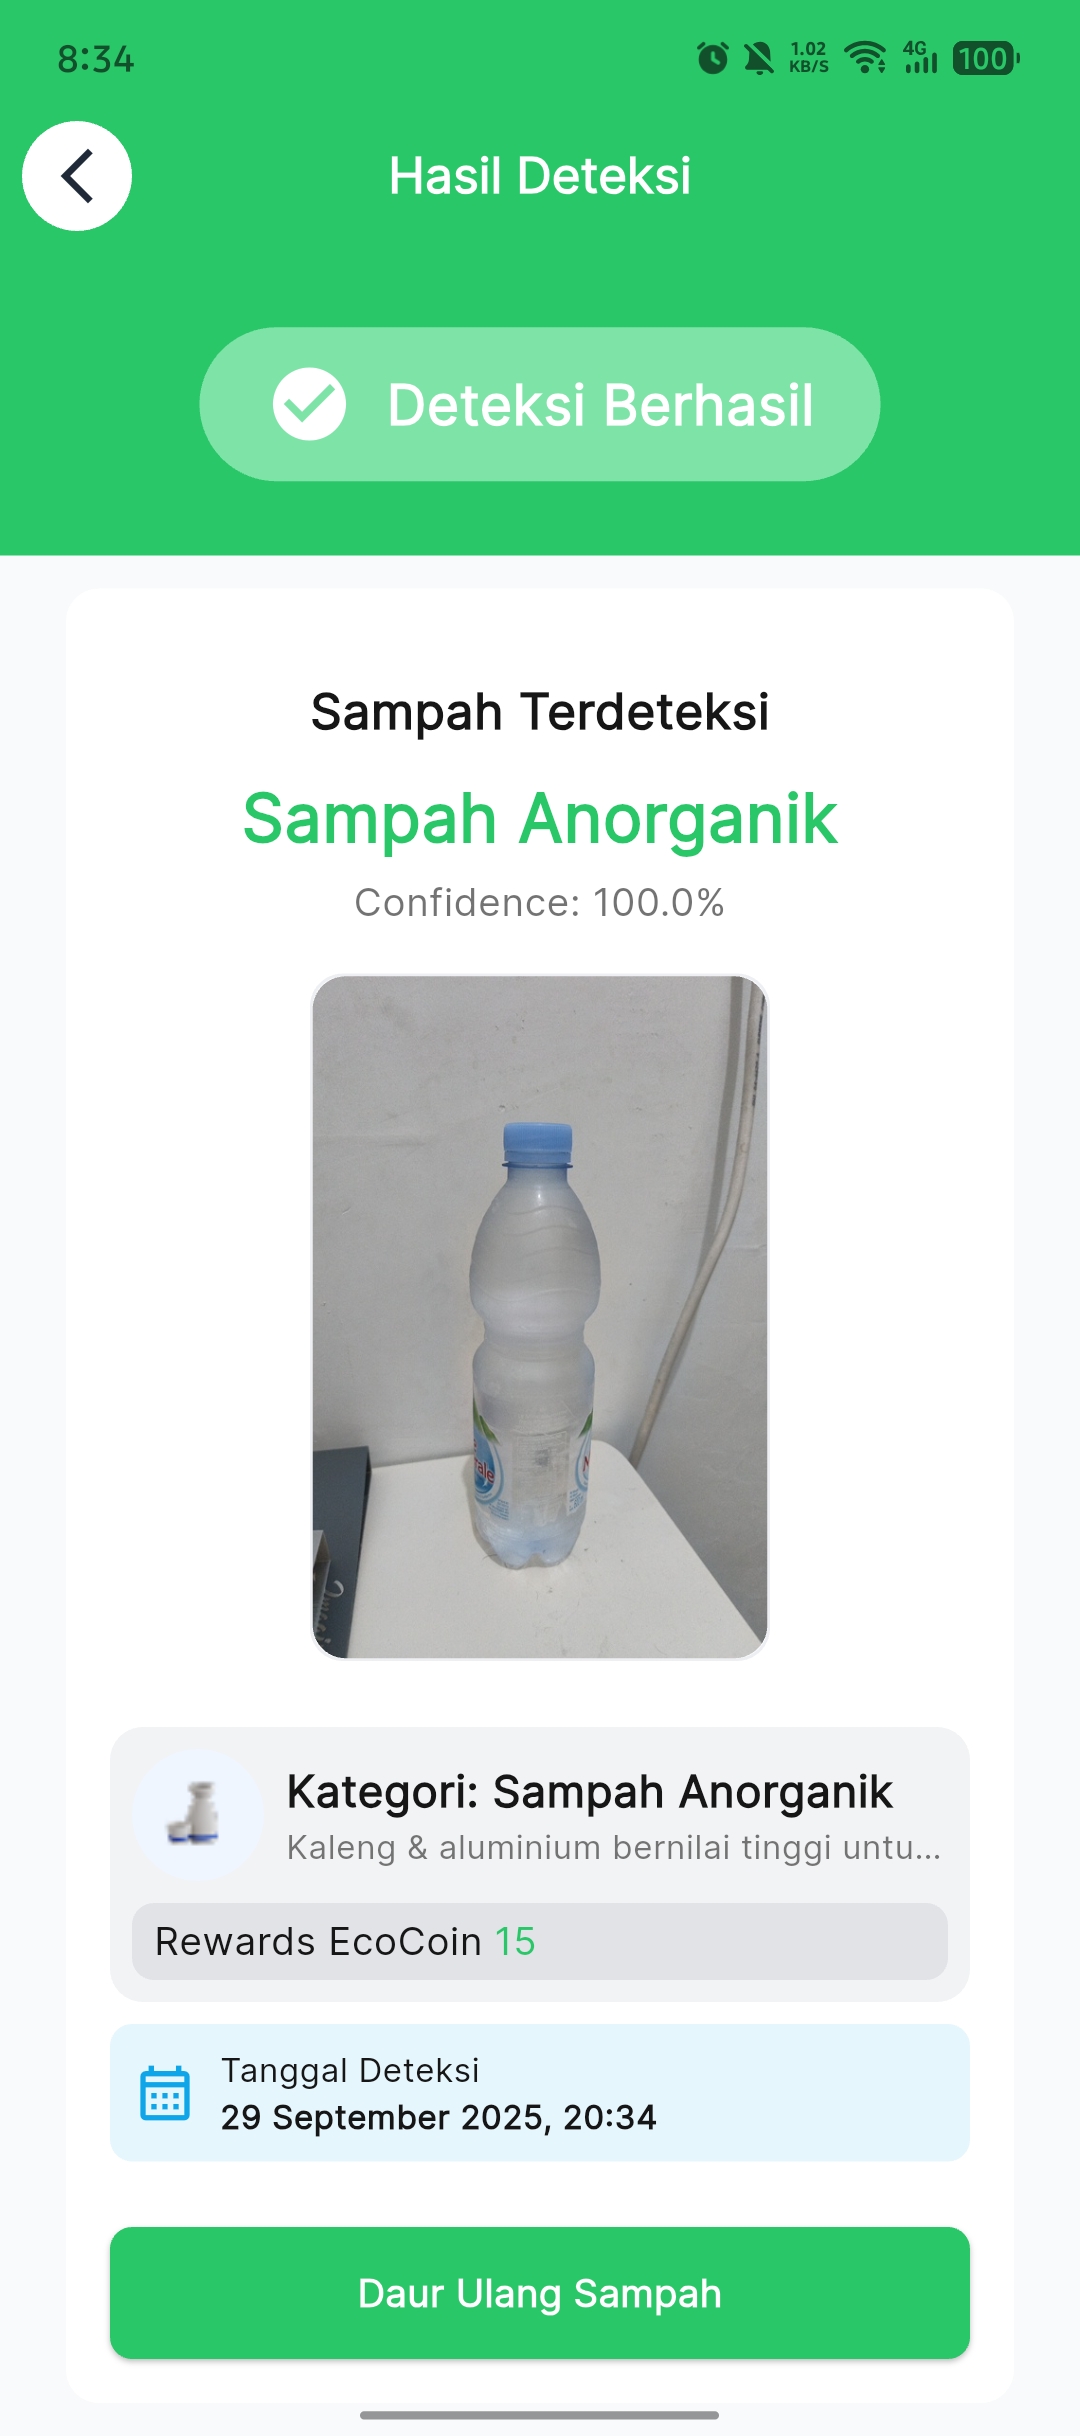 8:34
1.02
KB/S
4G
100
Hasil Deteksi
Deteksi Berhasil
Sampah Terdeteksi
Sampah Anorganik
Confidence: 100.0%
Kategori: Sampah Anorganik
Kaleng & aluminium bernilai tinggi untu...
Rewards EcoCoin 15
Tanggal Deteksi
29 September 2025, 20:34
Daur Ulang Sampah